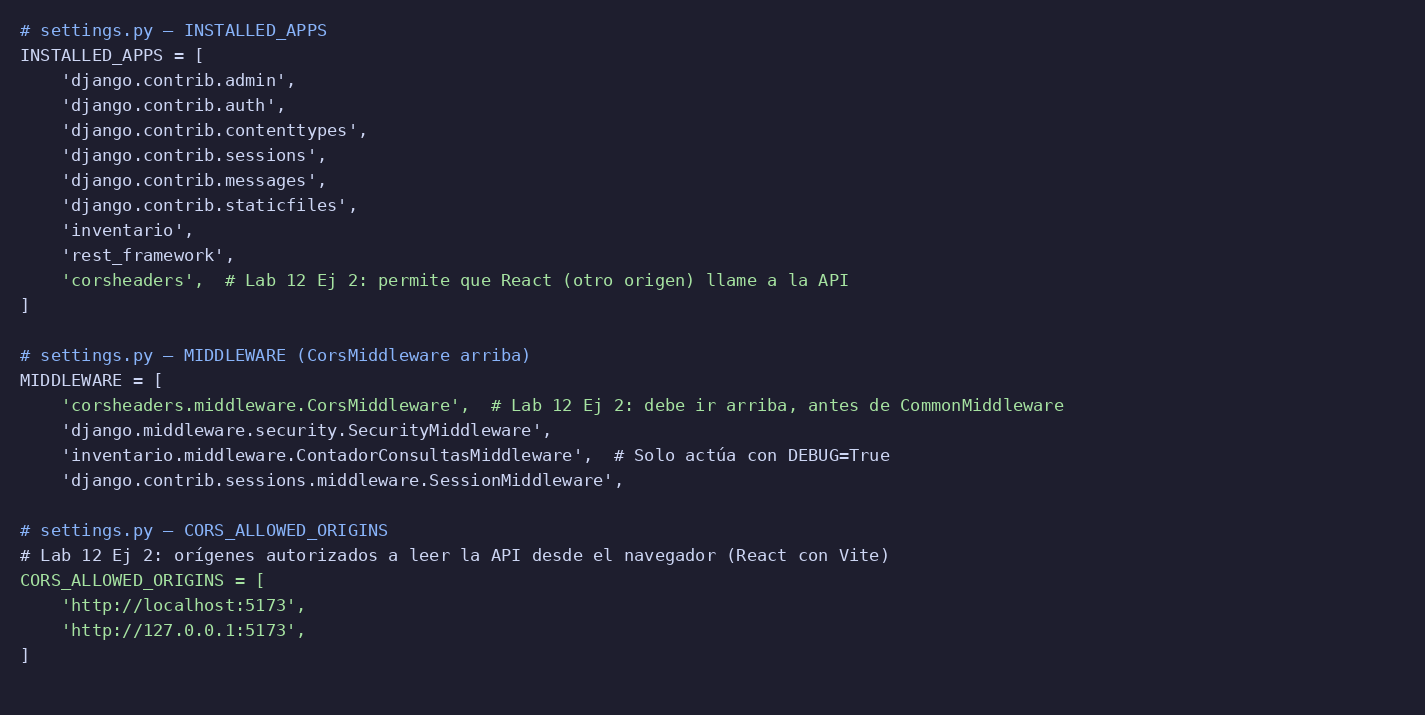 # settings.py — INSTALLED_APPS
INSTALLED_APPS = [
    'django.contrib.admin',
    'django.contrib.auth',
    'django.contrib.contenttypes',
    'django.contrib.sessions',
    'django.contrib.messages',
    'django.contrib.staticfiles',
    'inventario',
    'rest_framework',
    'corsheaders',  # Lab 12 Ej 2: permite que React (otro origen) llame a la API
]

# settings.py — MIDDLEWARE (CorsMiddleware arriba)
MIDDLEWARE = [
    'corsheaders.middleware.CorsMiddleware',  # Lab 12 Ej 2: debe ir arriba, antes de CommonMiddleware
    'django.middleware.security.SecurityMiddleware',
    'inventario.middleware.ContadorConsultasMiddleware',  # Solo actúa con DEBUG=True
    'django.contrib.sessions.middleware.SessionMiddleware',

# settings.py — CORS_ALLOWED_ORIGINS
# Lab 12 Ej 2: orígenes autorizados a leer la API desde el navegador (React con Vite)
CORS_ALLOWED_ORIGINS = [
    'http://localhost:5173',
    'http://127.0.0.1:5173',
]